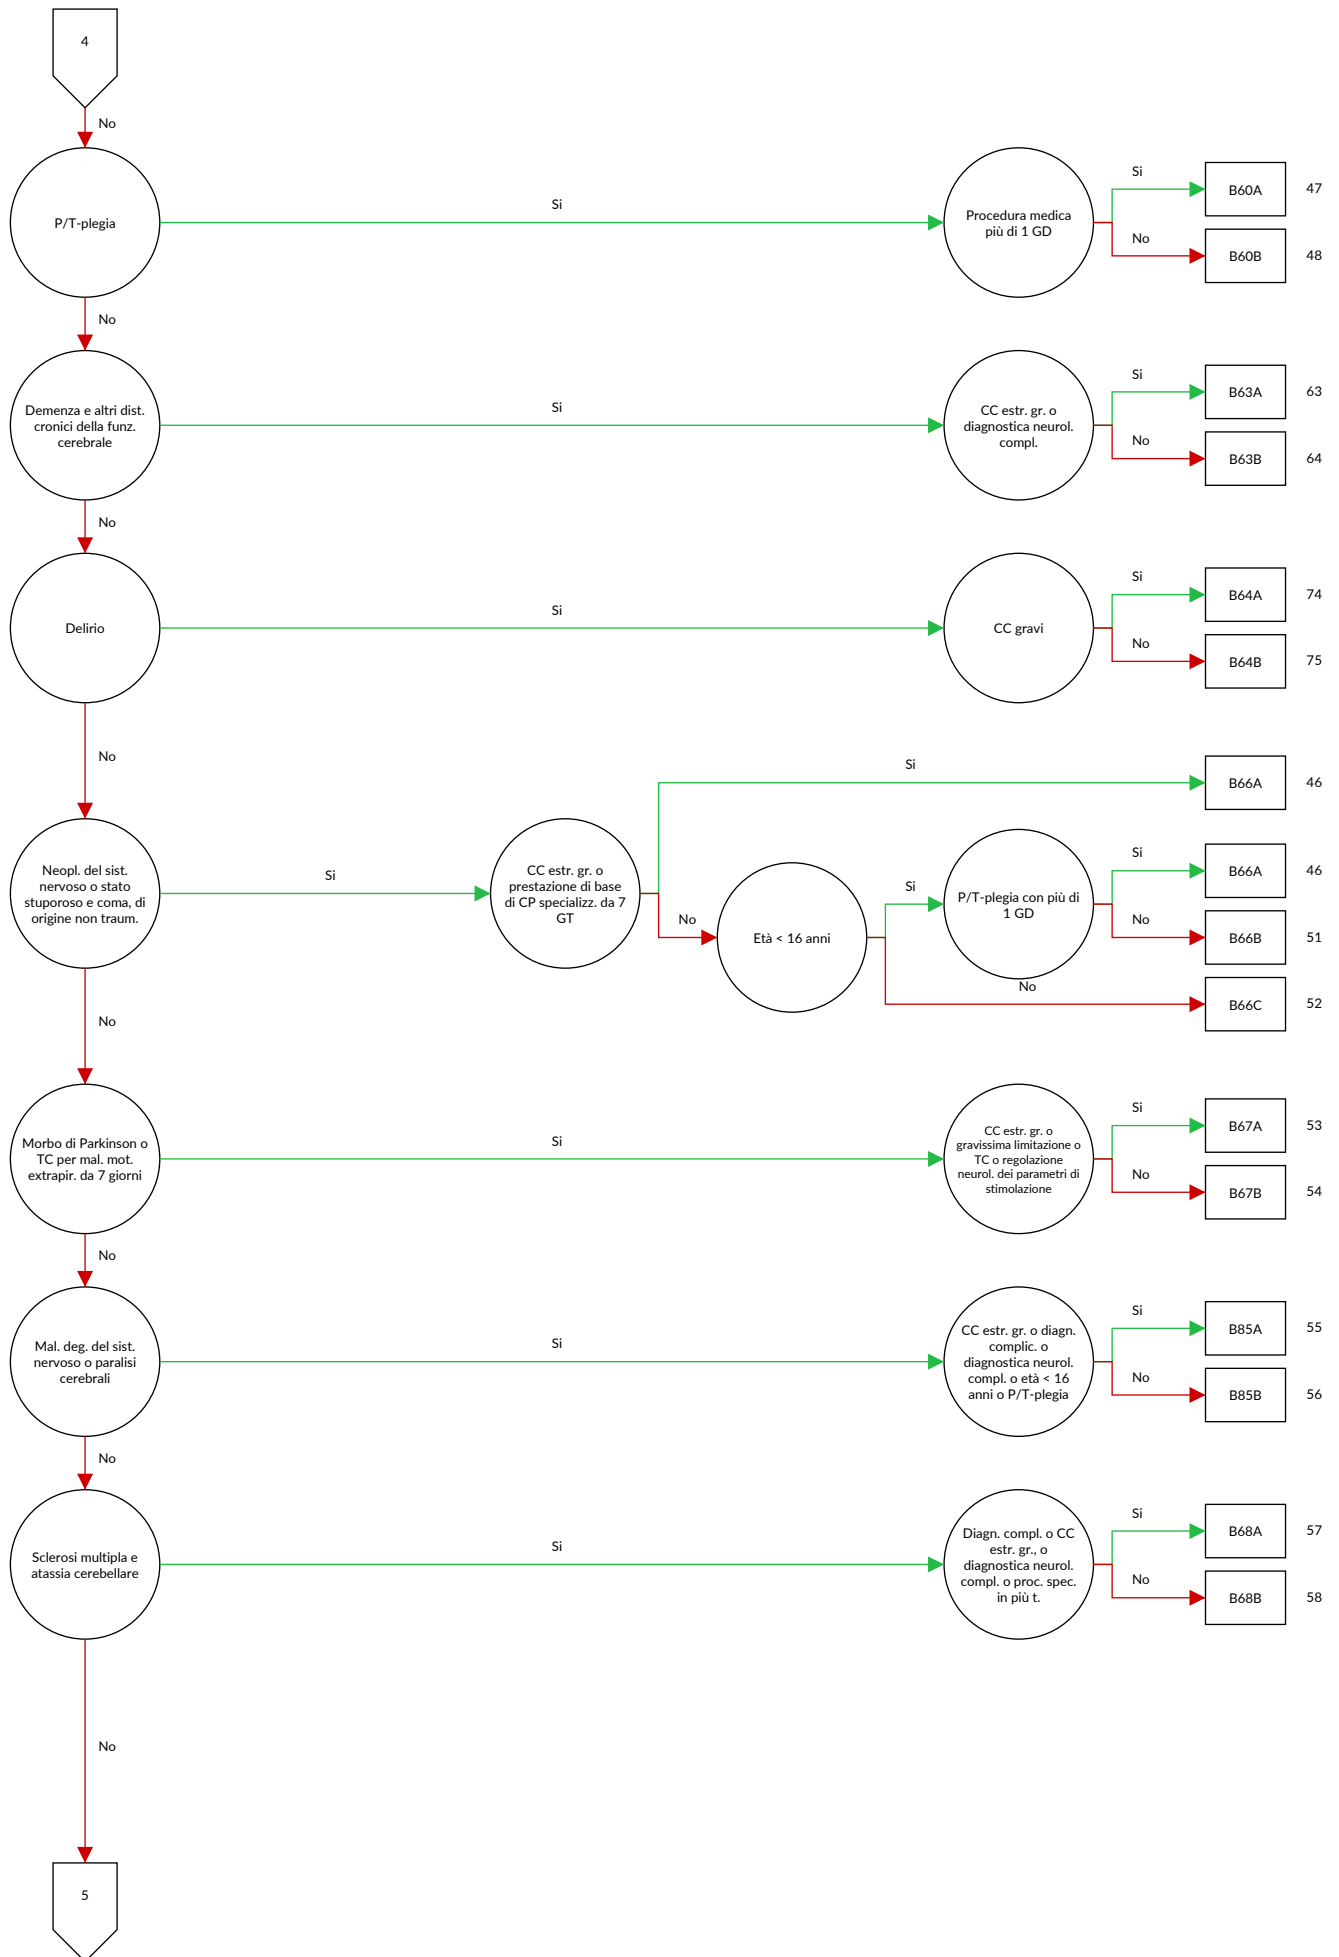 4
No
P/T-plegia
Si
Procedura medica
più di 1 GD
Si
B60A
47
No
B60B
48
No
Demenza e altri dist.
cronici della funz.
cerebrale
Si
CC estr. gr. o
diagnostica neurol.
compl.
Si
B63A
63
No
B63B
64
No
Delirio
Si
CC gravi
Si
B64A
74
No
B64B
75
No
Neopl. del sist.
nervoso o stato
stuporoso e coma, di
origine non traum.
Si
CC estr. gr. o
prestazione di base
di CP specializz. da 7
GT
Si
B66A
46
No
Età < 16 anni
Si
P/T-plegia con più di
1 GD
Si
B66A
46
No
B66B
51
No
B66C
52
No
Morbo di Parkinson o
TC per mal. mot.
extrapir. da 7 giorni
Si
CC estr. gr. o
gravissima limitazione o
TC o regolazione
neurol. dei parametri di
stimolazione
Si
B67A
53
No
B67B
54
No
Mal. deg. del sist.
nervoso o paralisi
cerebrali
Si
CC estr. gr. o diagn.
complic. o
diagnostica neurol.
compl. o età < 16
anni o P/T-plegia
Si
B85A
55
No
B85B
56
No
Sclerosi multipla e
atassia cerebellare
Si
Diagn. compl. o CC
estr. gr., o
diagnostica neurol.
compl. o proc. spec.
in più t.
Si
B68A
57
No
B68B
58
No
5